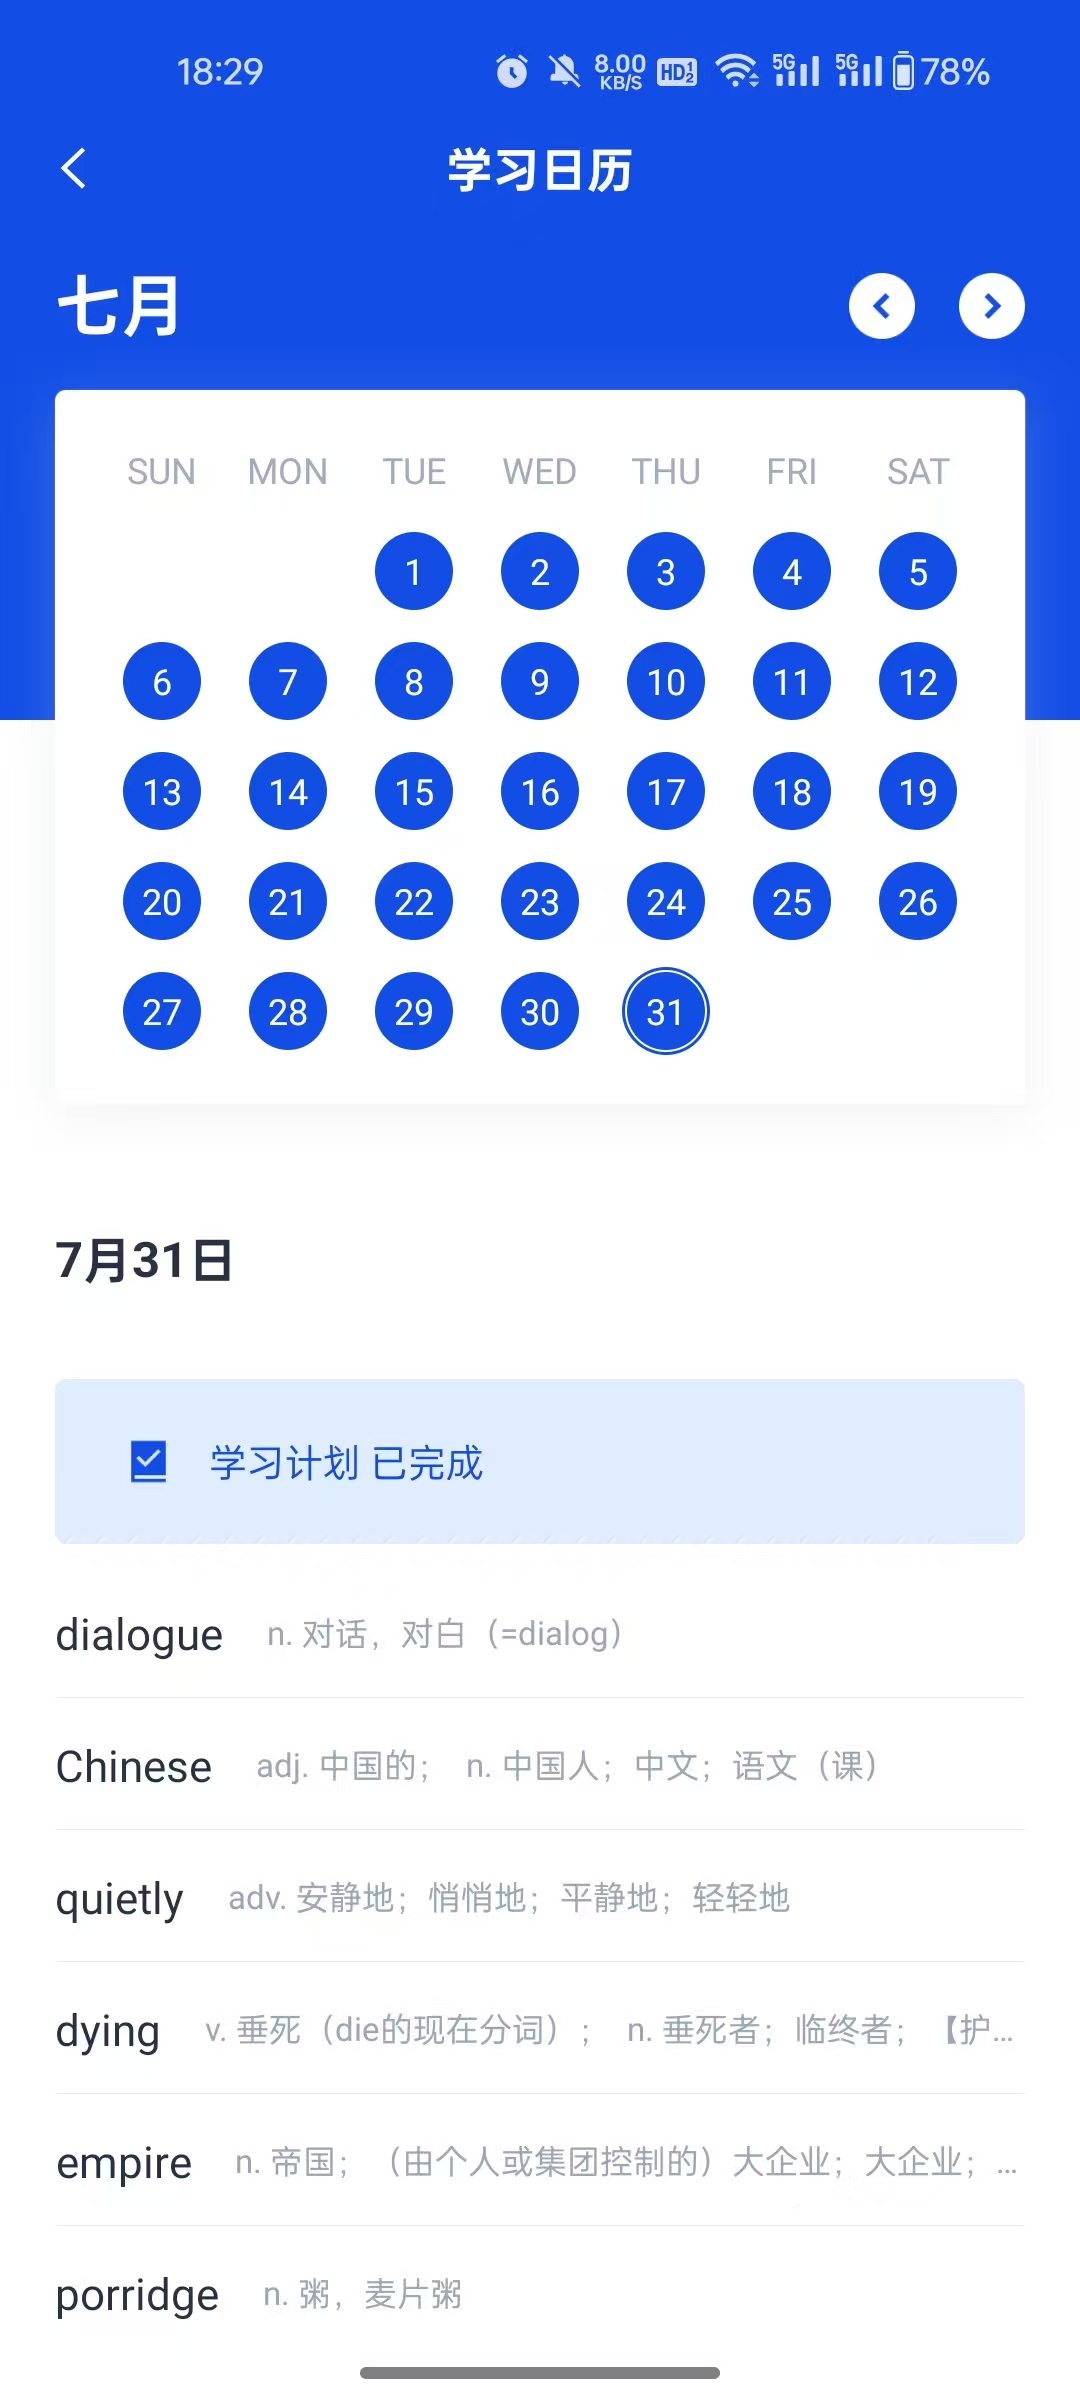 18:29 8.00 KB/S HD 1 2 5G 5G 78%
学习日历
七月
SUN MON TUE WED THU FRI SAT
1 2 3 4 5
6 7 8 9 10 11 12
13 14 15 16 17 18 19
20 21 22 23 24 25 26
27 28 29 30 31
7月31日
学习计划 已完成
dialogue n. 对话，对白（=dialog）
Chinese adj. 中国的； n. 中国人；中文；语文（课）
quietly adv. 安静地；悄悄地；平静地；轻轻地
dying v. 垂死（die的现在分词）； n. 垂死者；临终者；【护...
empire n. 帝国；（由个人或集团控制的）大企业；大企业；...
porridge n. 粥，麦片粥